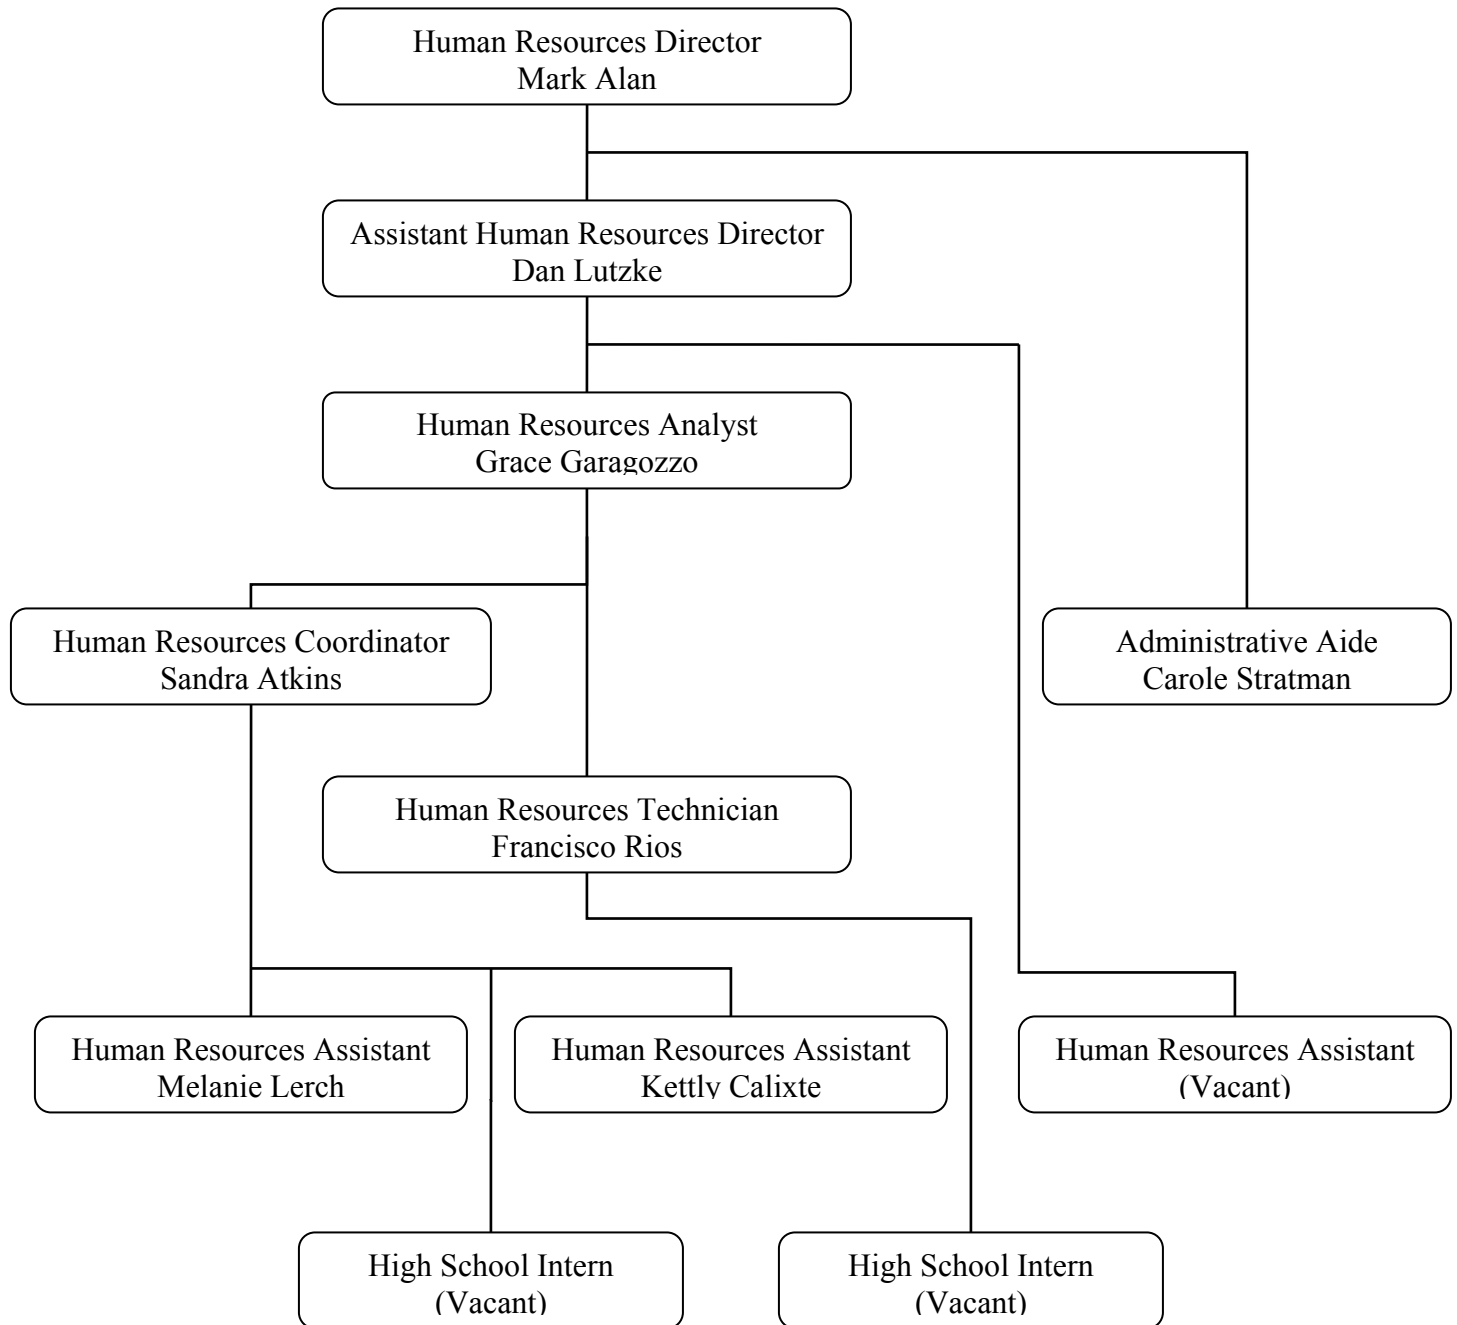 Human Resources Director
Mark Alan
Assistant Human Resources Director
Dan Lutzke
Human Resources Analyst
Grace Garagozzo
Human Resources Coordinator
Sandra Atkins
Administrative Aide
Carole Stratman
Human Resources Technician
Francisco Rios
Human Resources Assistant
Melanie Lerch
Human Resources Assistant
Kettly Calixte
Human Resources Assistant
(Vacant)
High School Intern
(Vacant)
High School Intern
(Vacant)